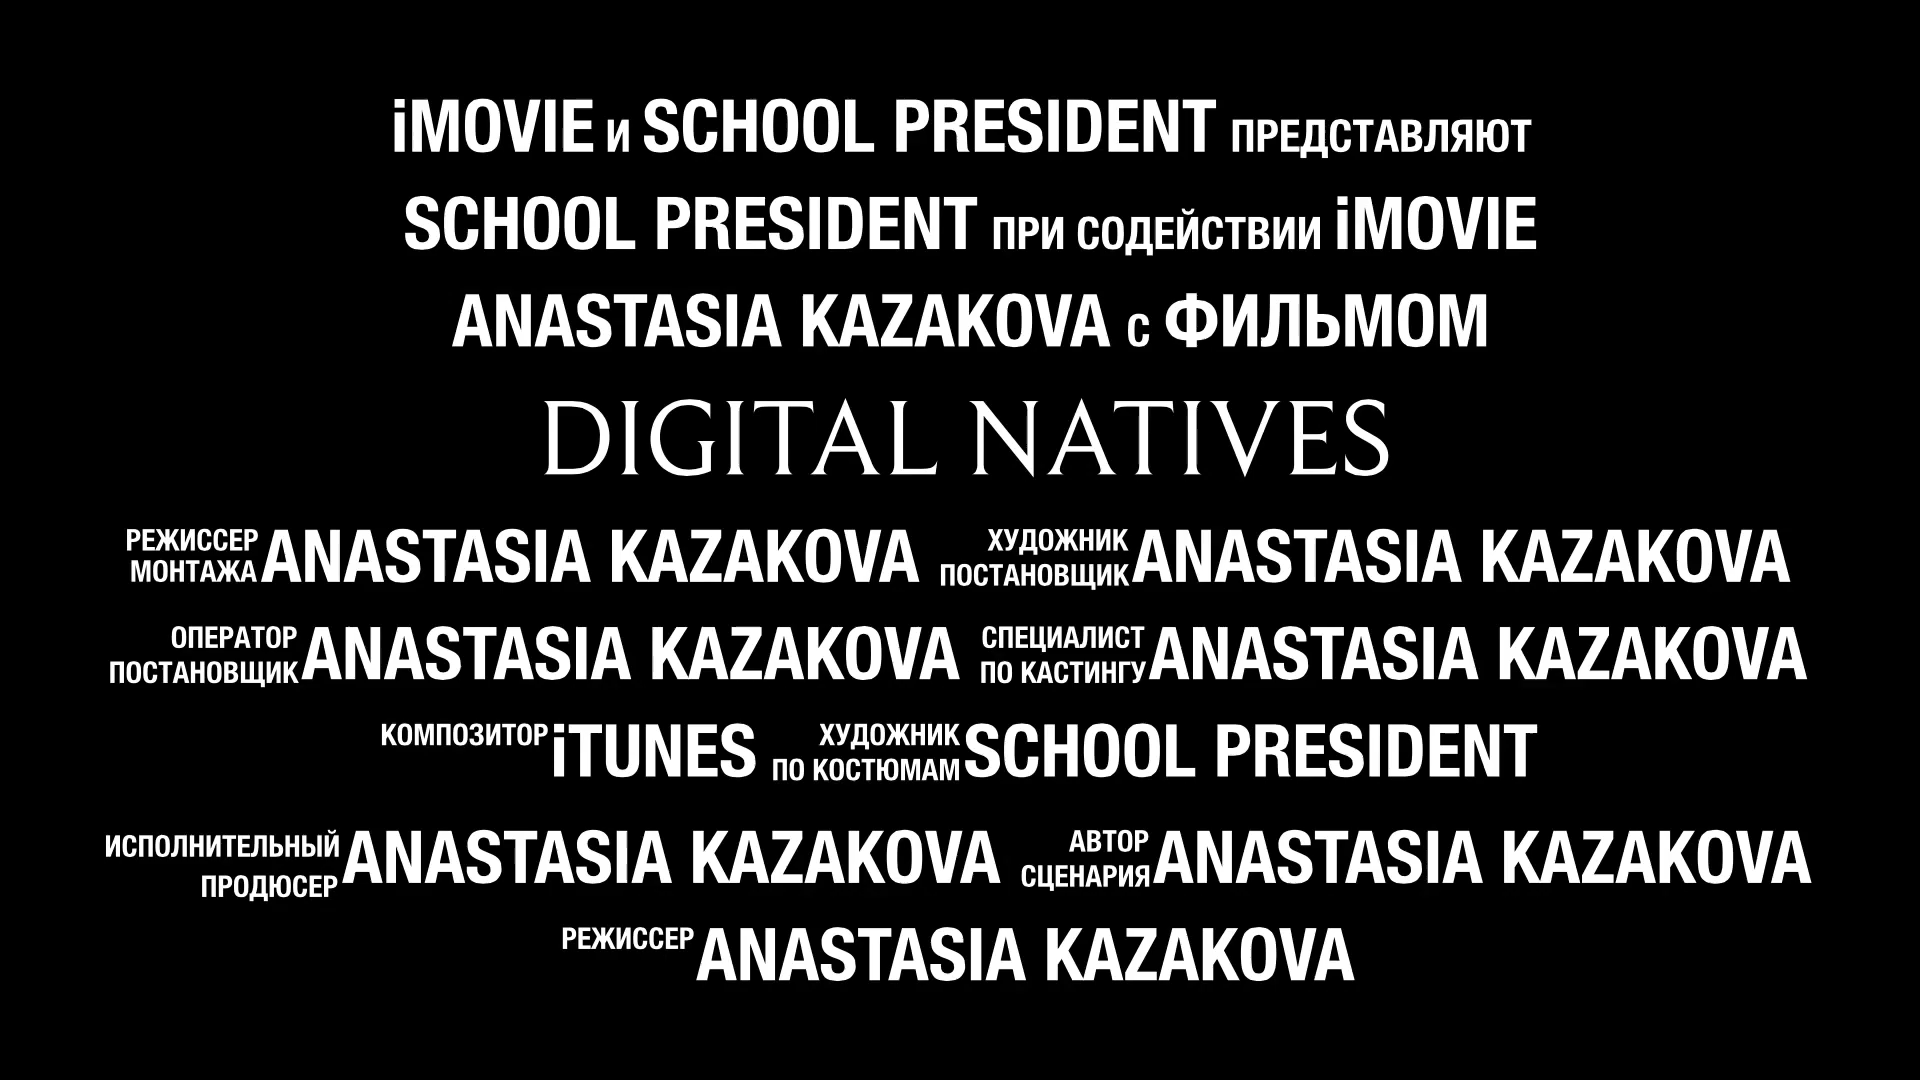 iMOVIE и SCHOOL PRESIDENT ПРЕДСТАВЛЯЮТ
SCHOOL PRESIDENT ПРИ СОДЕЙСТВИИ iMOVIE
ANASTASIA KAZAKOVA с ФИЛЬМОМ
DIGITAL NATIVES
РЕЖИССЕР МОНТАЖА ANASTASIA KAZAKOVA ХУДОЖНИК ПОСТАНОВЩИК ANASTASIA KAZAKOVA
ОПЕРАТОР ПОСТАНОВЩИК ANASTASIA KAZAKOVA СПЕЦИАЛИСТ ПО КАСТИНГУ ANASTASIA KAZAKOVA
КОМПОЗИТОР iTUNES ХУДОЖНИК ПО КОСТЮМАМ SCHOOL PRESIDENT
ИСПОЛНИТЕЛЬНЫЙ ПРОДЮСЕР ANASTASIA KAZAKOVA АВТОР СЦЕНАРИЯ ANASTASIA KAZAKOVA
РЕЖИССЕР ANASTASIA KAZAKOVA